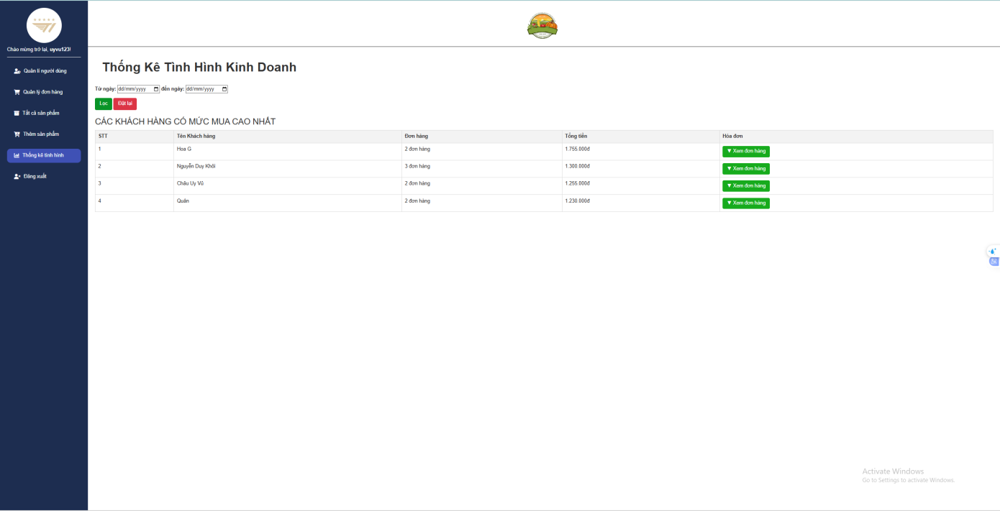 Chào mừng trở lại, uyvu123!
Quản lí người dùng
Quản lý đơn hàng
Tất cả sản phẩm
Thêm sản phẩm
Thống kê tình hình
Đăng xuất
Thống Kê Tình Hình Kinh Doanh
Từ ngày: dd/mm/yyyy đến ngày: dd/mm/yyyy
Lọc Đặt lại
CÁC KHÁCH HÀNG CÓ MỨC MUA CAO NHẤT
STT Tên Khách hàng Đơn hàng Tổng tiền Hóa đơn
1 Hoa G 2 đơn hàng 1.755.000đ ▼ Xem đơn hàng
2 Nguyễn Duy Khôi 3 đơn hàng 1.300.000đ ▼ Xem đơn hàng
3 Châu Uy Vũ 2 đơn hàng 1.255.000đ ▼ Xem đơn hàng
4 Quân 2 đơn hàng 1.230.000đ ▼ Xem đơn hàng
Activate Windows
Go to Settings to activate Windows.